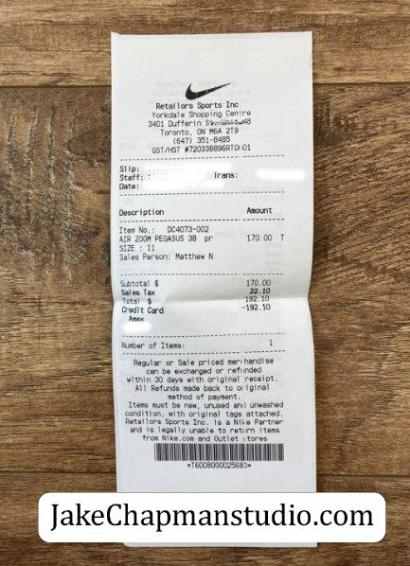 Retailors Sports Inc.
Yorkdale Shopping Centre
3401 Dufferin
Toronto, ON M6A 2T9
(647) 351-8485
GST/HST
Slip:
Staff: Trans:
Date:
Description Amount
Item No.: DC4073-002
AIR ZOOM PEGASUS 38 pr 170.00 T
SIZE : 11
Sales Person: Matthew N
Subtotal $ 170.00
Sales Tax 22.10
Total $ 192.10
Credit Card -192.10
Amex
Number of Items: 1
Regular or Sale priced merchandise
can be exchanged or refunded
within 30 days with original receipt.
All Refunds made back to original
method of payment.
Items must be new, unused and unwashed
condition, with original tags attached.
Retailors Sports Inc. is a Nike Partner
and is legally unable to return items
from Nike.com and Outlet stores
JakeChapmanstudio.com